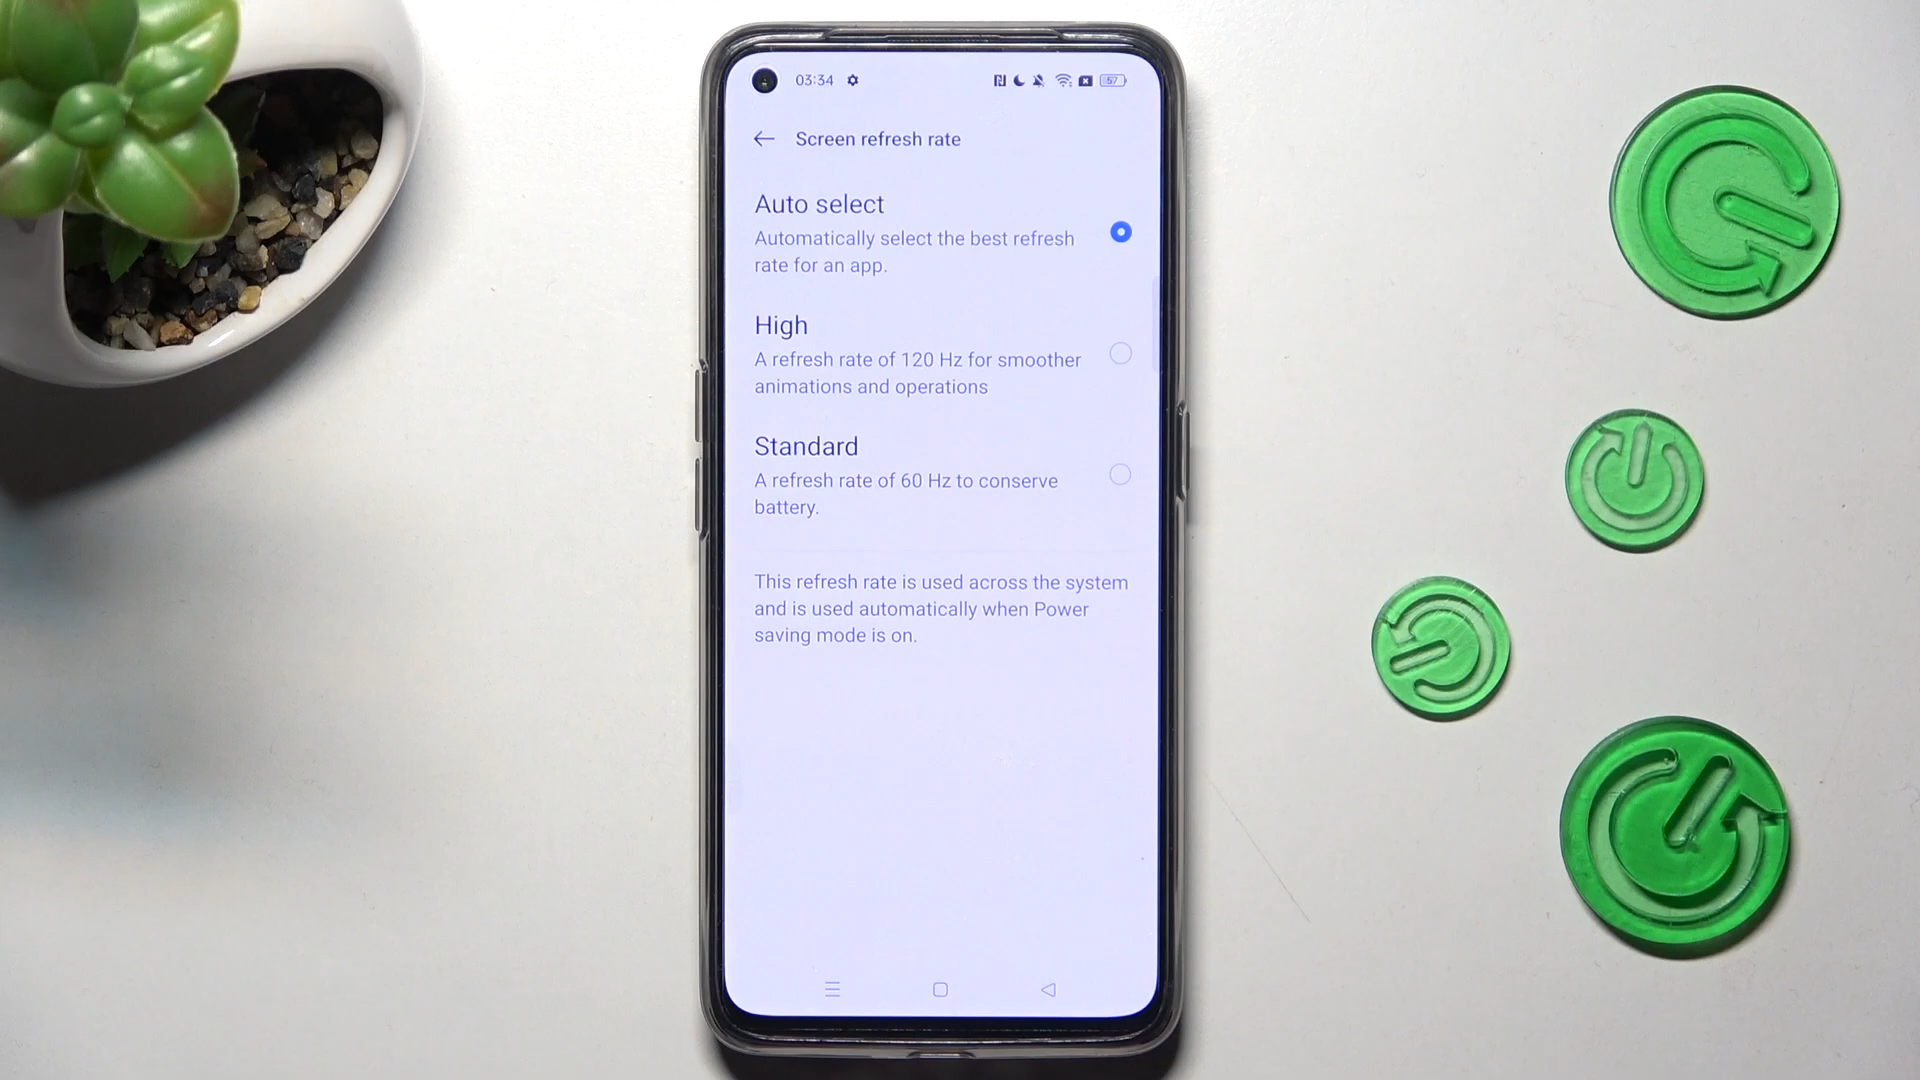 03:34
57
Screen refresh rate
Auto select
Automatically select the best refresh
rate for an app.
High
A refresh rate of 120 Hz for smoother
animations and operations
Standard
A refresh rate of 60 Hz to conserve
battery.
This refresh rate is used across the system
and is used automatically when Power
saving mode is on.